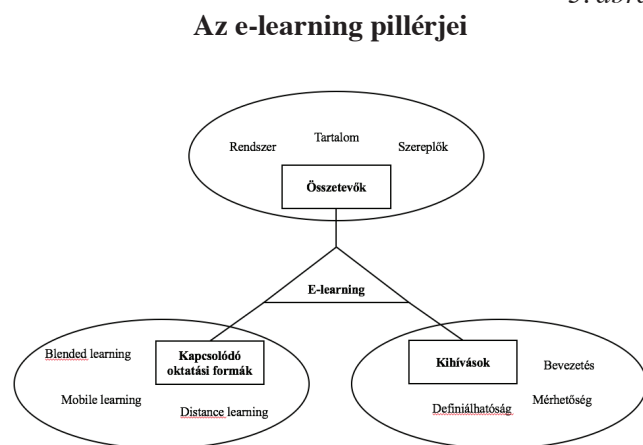 Az e-learning pillérjei
Rendszer
Tartalom
Szereplők
Összetevők
E-learning
Blended learning
Kapcsolódó
oktatási formák
Mobile learning
Distance learning
Kihívások
Bevezetés
Definiálhatóság
Mérhetőség